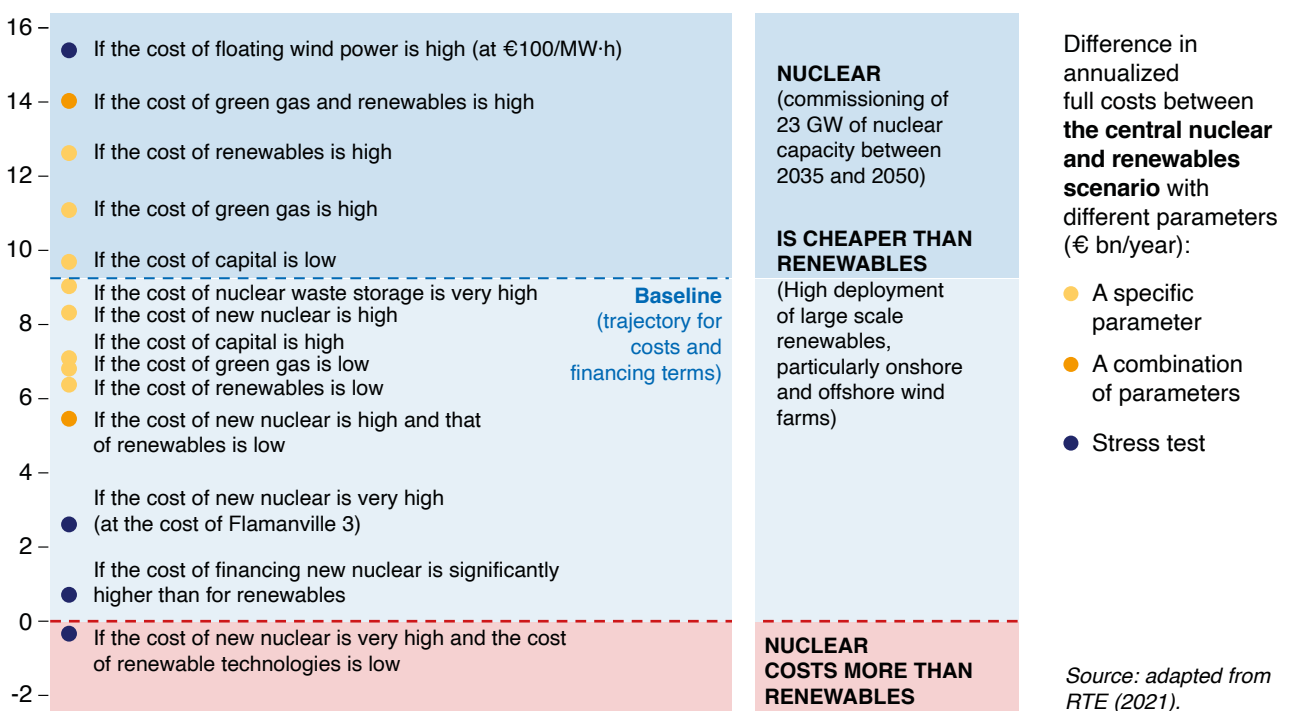 16
14
12
10
8
6
4
2
0
-2
If the cost of floating wind power is high (at €100/MW·h)
If the cost of green gas and renewables is high
If the cost of renewables is high
If the cost of green gas is high
If the cost of capital is low
If the cost of nuclear waste storage is very high
If the cost of new nuclear is high
If the cost of capital is high
If the cost of green gas is low
If the cost of renewables is low
If the cost of new nuclear is high and that
of renewables is low
If the cost of new nuclear is very high
(at the cost of Flamanville 3)
If the cost of financing new nuclear is significantly
higher than for renewables
If the cost of new nuclear is very high and the cost
of renewable technologies is low
Baseline
(trajectory for
costs and
financing terms)
NUCLEAR
(commissioning of
23 GW of nuclear
capacity between
2035 and 2050)
IS CHEAPER THAN
RENEWABLES
(High deployment
of large scale
renewables,
particularly onshore
and offshore wind
farms)
NUCLEAR
COSTS MORE THAN
RENEWABLES
Difference in
annualized
full costs between
the central nuclear
and renewables
scenario with
different parameters
(€ bn/year):
A specific
parameter
A combination
of parameters
Stress test
Source: adapted from
RTE (2021).